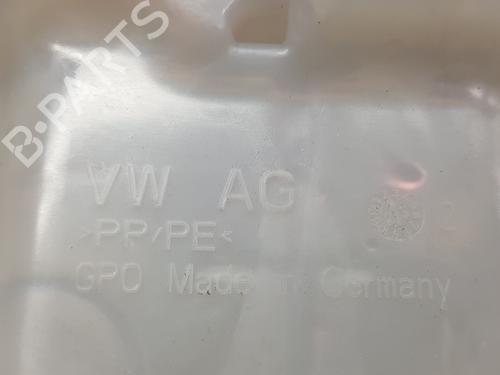 B-PARTS
VW AG
>PP/PE<
GPO Made in Germany